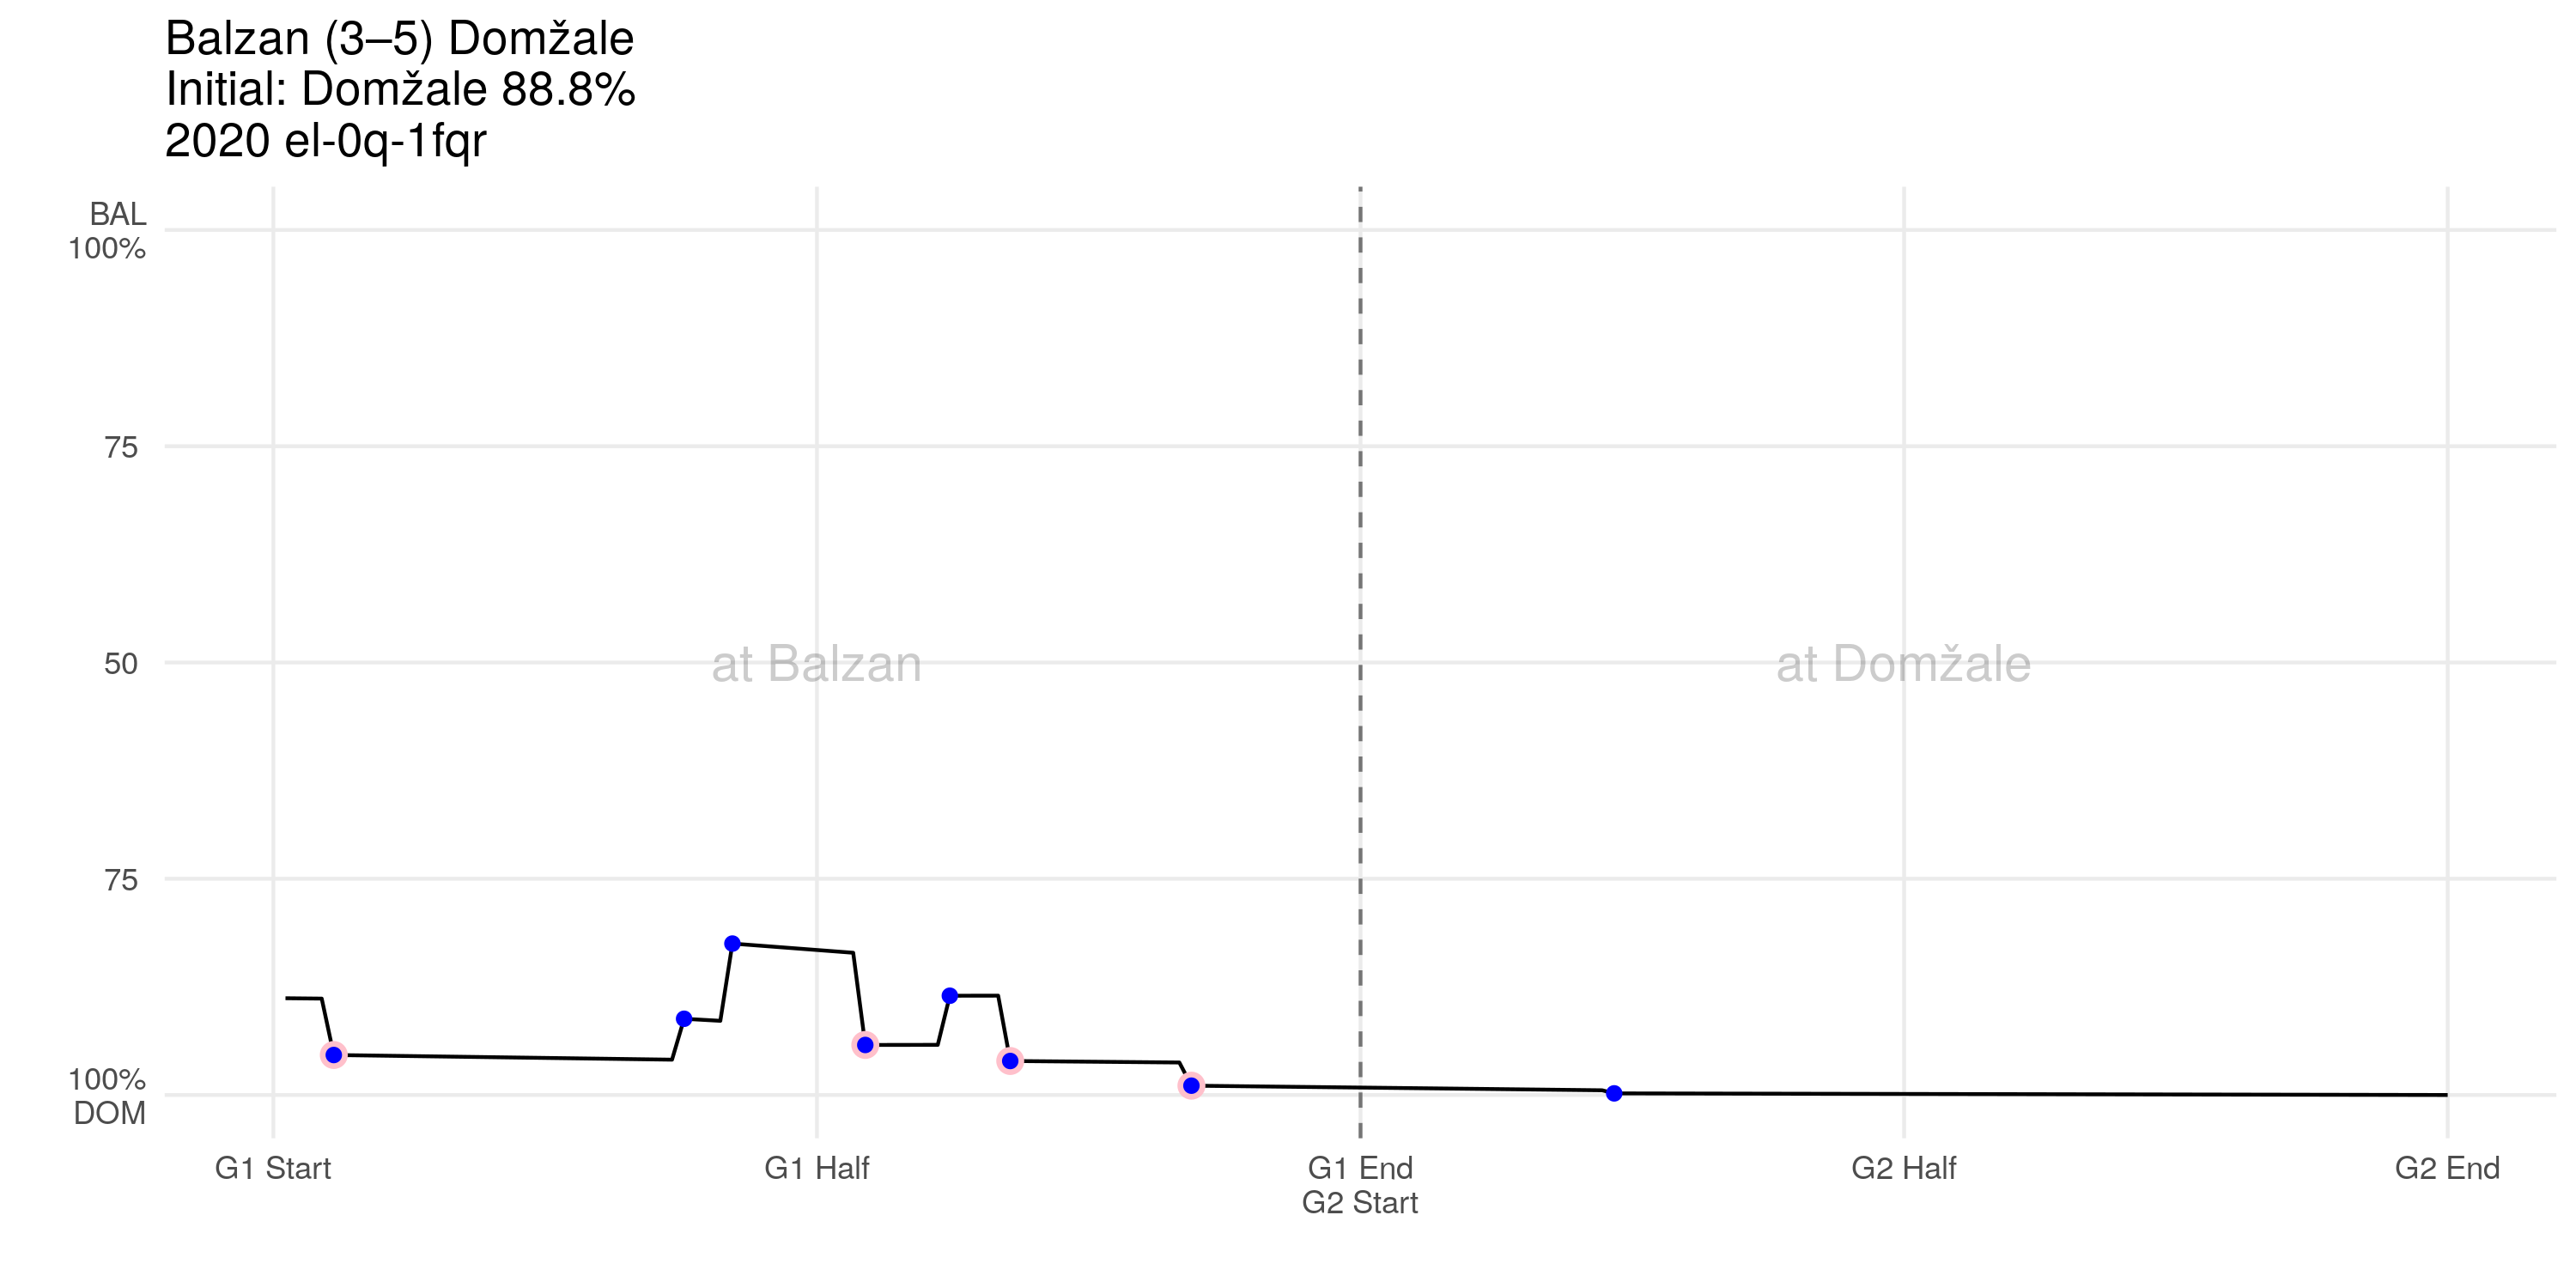 Balzan (3–5) Domžale
Initial: Domžale 88.8%
2020 el-0q-1fqr
BAL
100%
75
50
75
100%
DOM
at Balzan
at Domžale
G1 Start
G1 Half
G1 End
G2 Start
G2 Half
G2 End